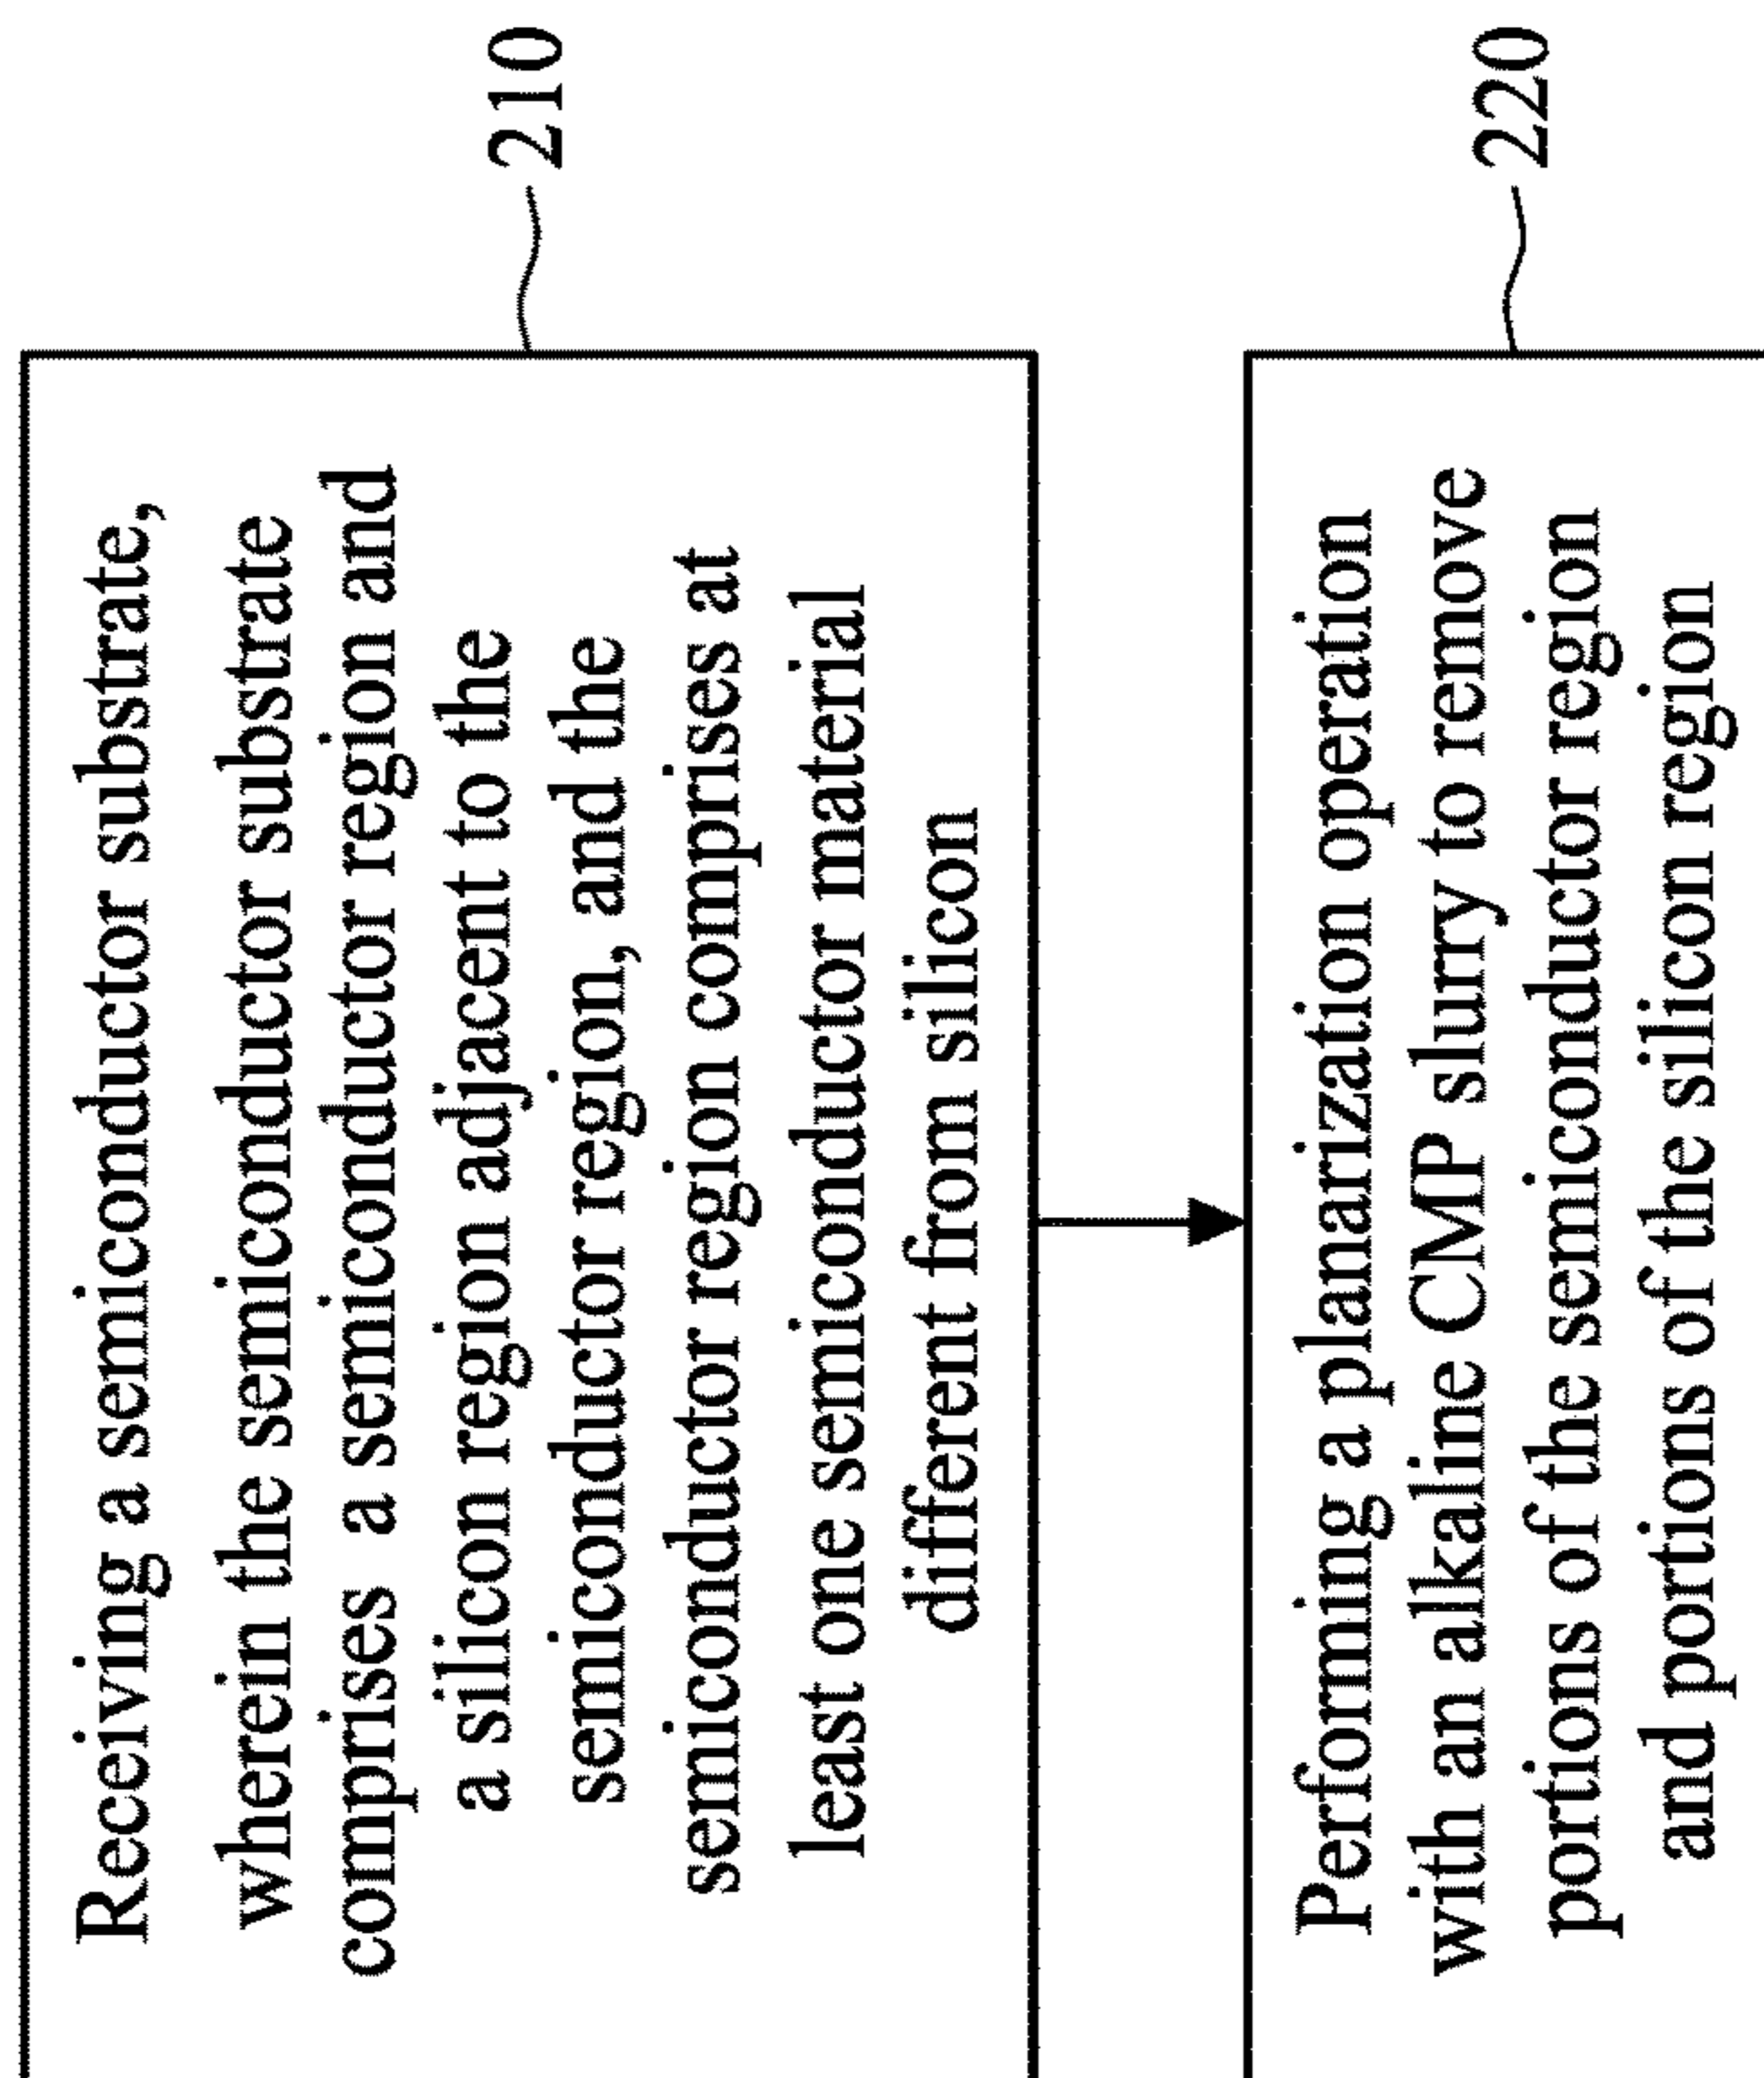 Receiving a semiconductor substrate,
wherein the semiconductor substrate
comprises a semiconductor region and
a silicon region adjacent to the
semiconductor region, and the
semiconductor region comprises at
least one semiconductor material
different from silicon
210
Performing a planarization operation
with an alkaline CMP slurry to remove
portions of the semiconductor region
and portions of the silicon region
220